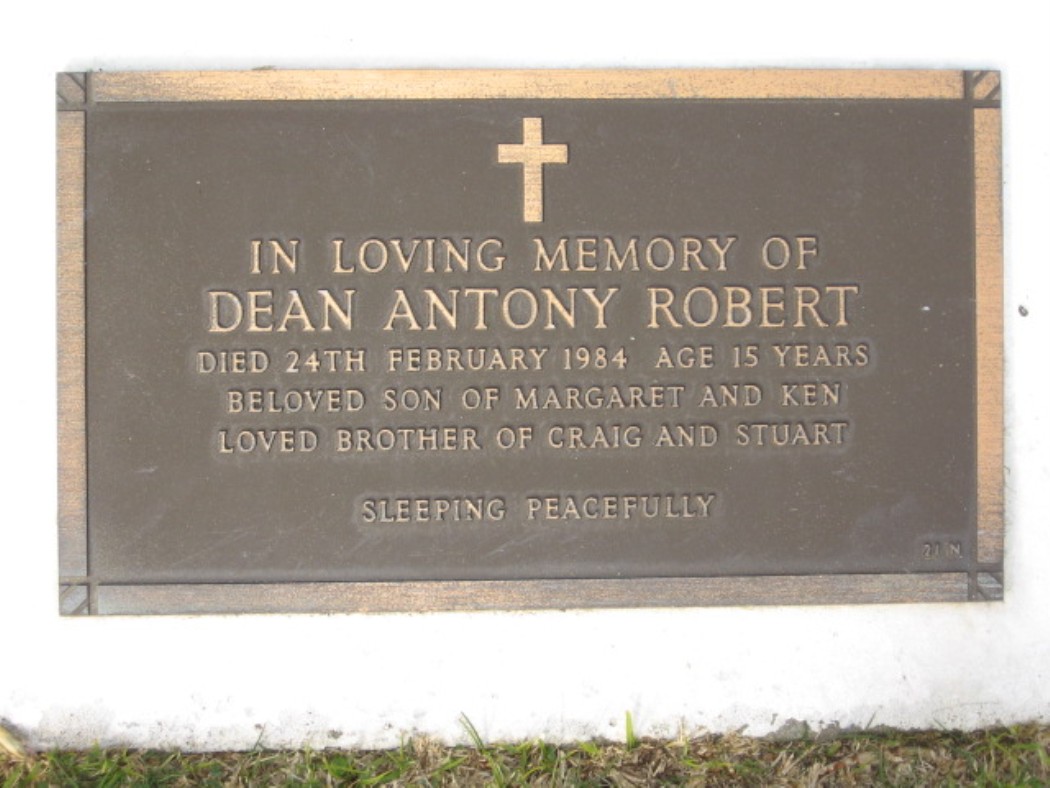 IN LOVING MEMORY OF
DEAN ANTONY ROBERT
DIED 24TH FEBRUARY 1984 AGE 15 YEARS
BELOVED SON OF MARGARET AND KEN
LOVED BROTHER OF CRAIG AND STUART
SLEEPING PEACEFULLY